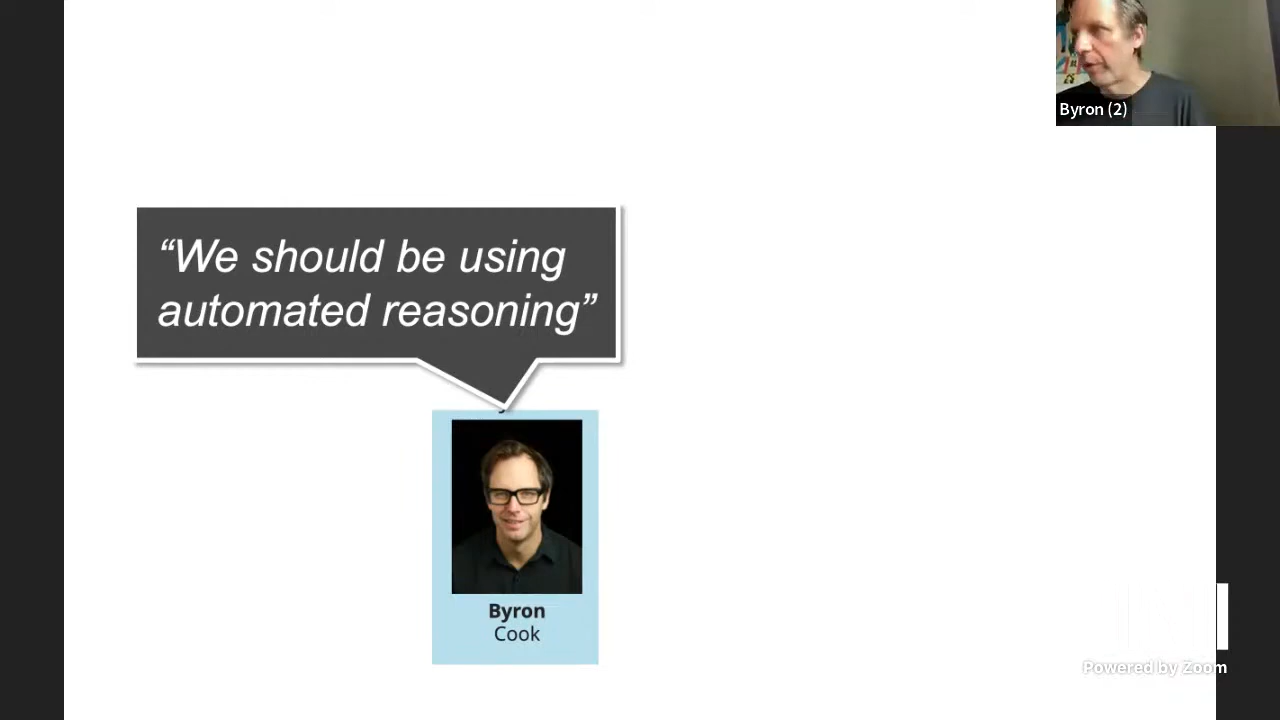 Byron (2)
“We should be using
automated reasoning”
Byron
Cook
Powered by Zoom